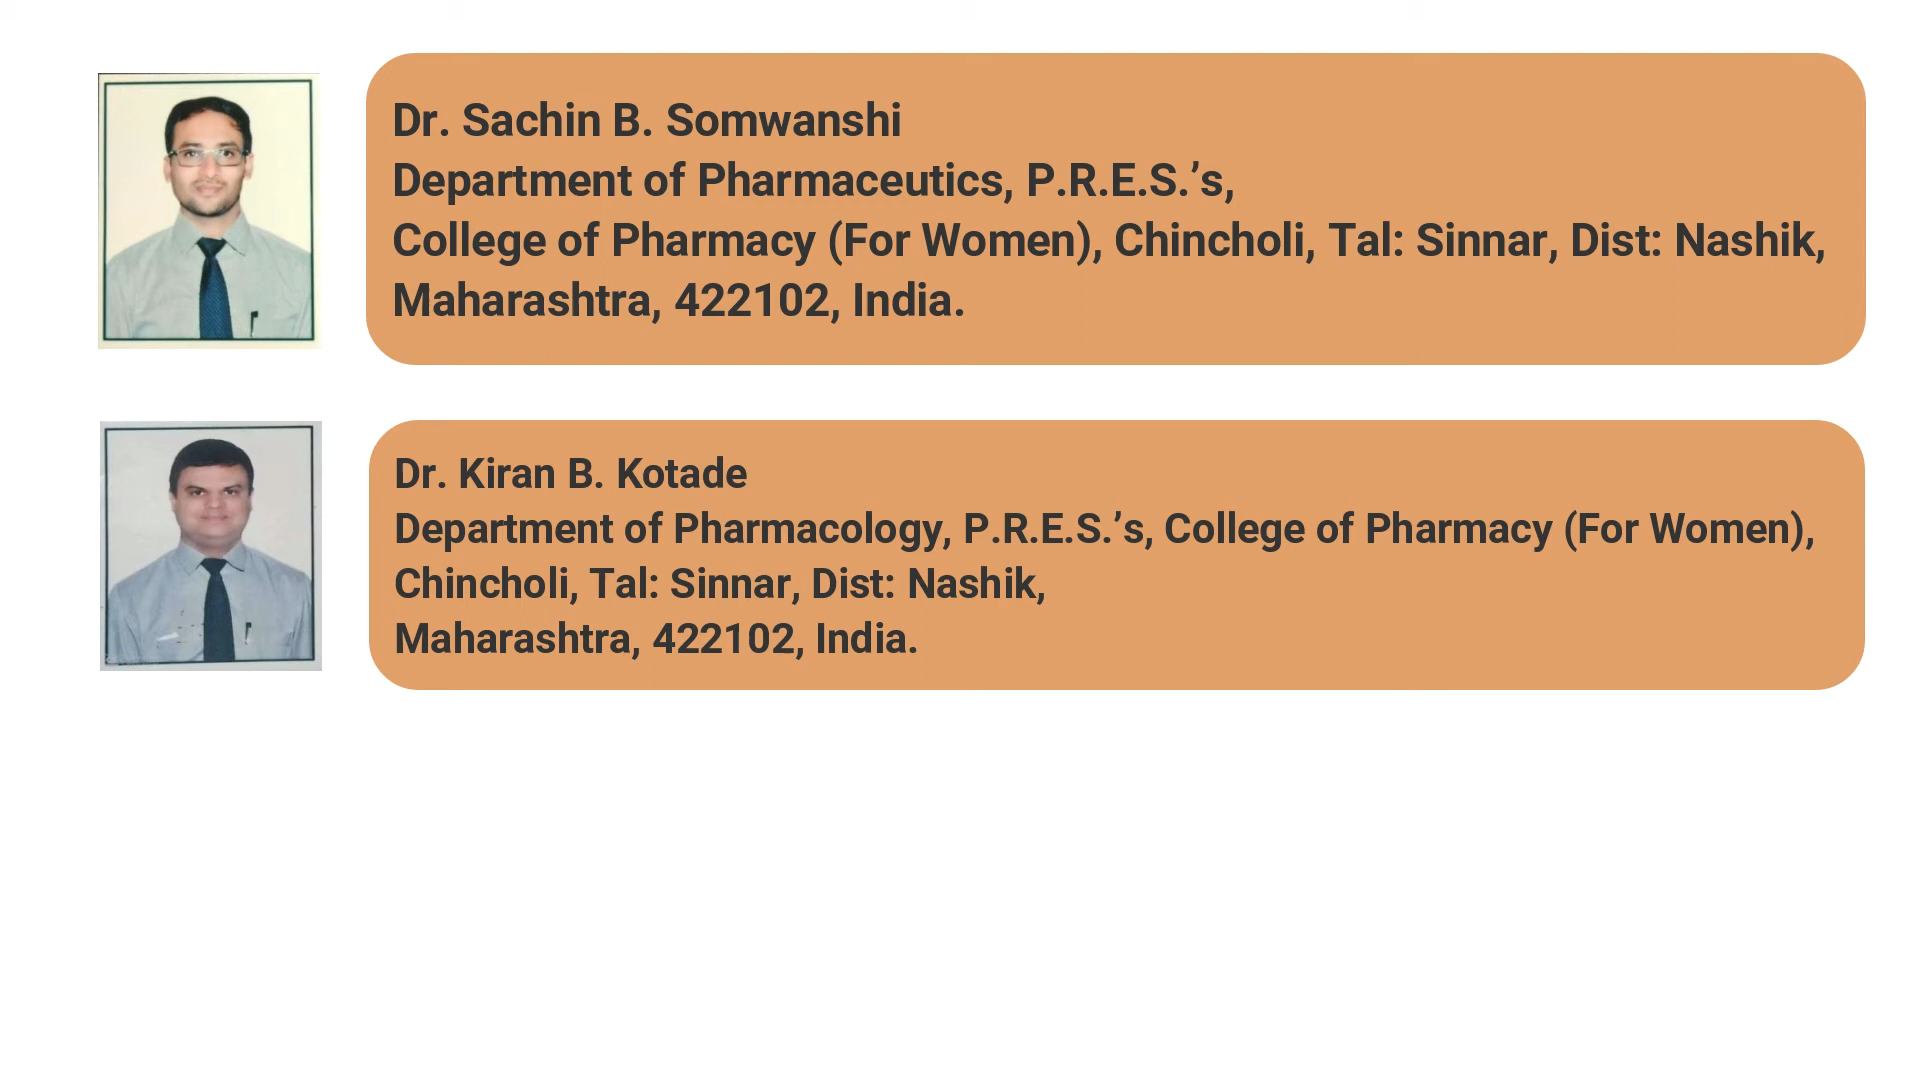 Dr. Sachin B. Somwanshi
Department of Pharmaceutics, P.R.E.S.’s,
College of Pharmacy (For Women), Chincholi, Tal: Sinnar, Dist: Nashik,
Maharashtra, 422102, India.
Dr. Kiran B. Kotade
Department of Pharmacology, P.R.E.S.’s, College of Pharmacy (For Women),
Chincholi, Tal: Sinnar, Dist: Nashik,
Maharashtra, 422102, India.